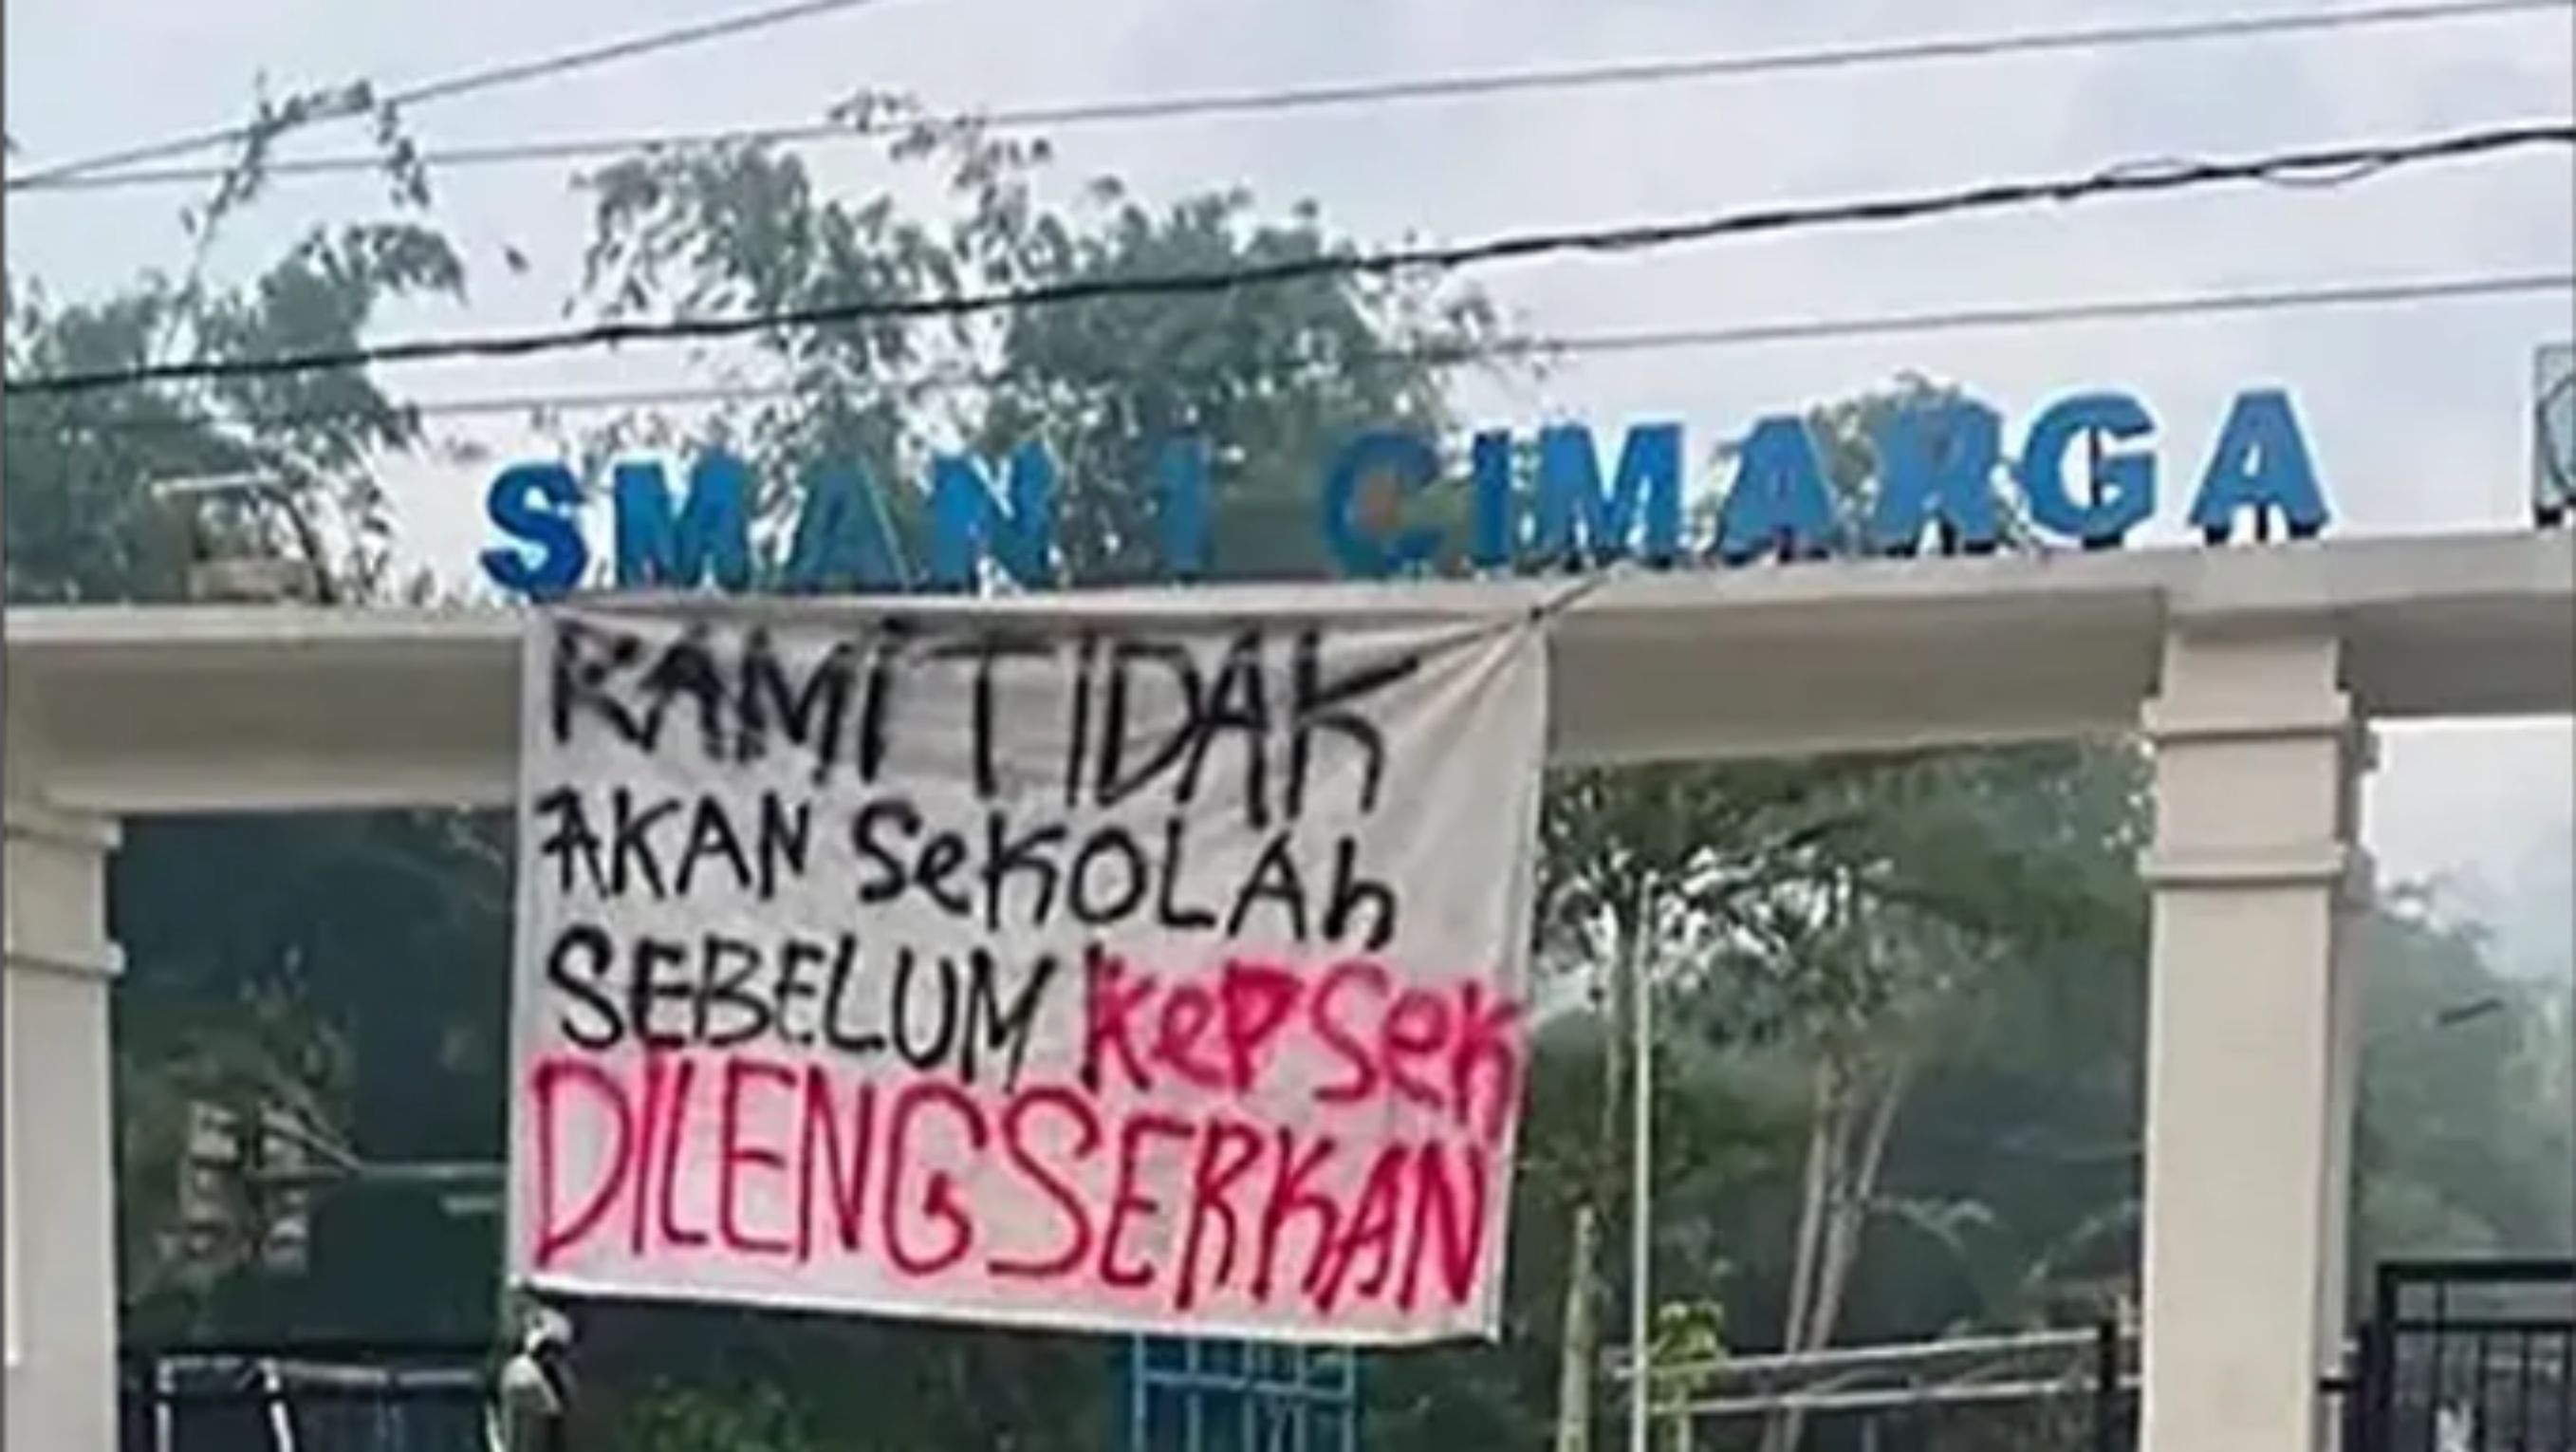 SMAN 1 CIMARGA
KAMI TIDAK
AKAN SeKOLAh
SEBELUM KePSeK
DILENGSERKAN